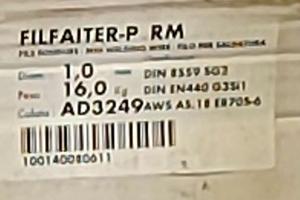 FILFAITER-P RM
Diam. 1,0 mm DIN 8559 SG2
Peso: 16,0 Kg DIN EN440 G3Si1
Colata AD3249 AWS A5.18 ER70S-6
100140080611